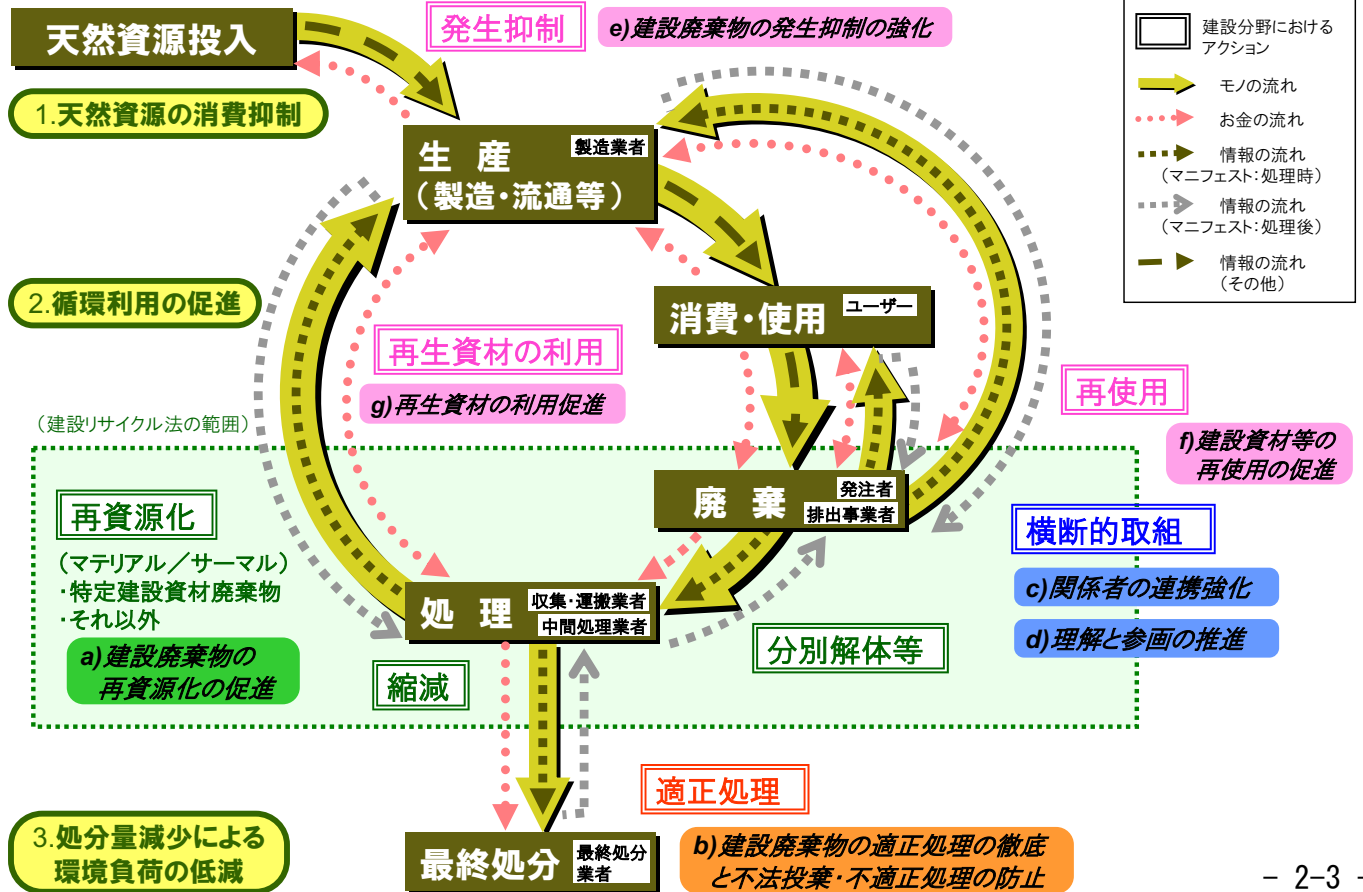 天然資源投入
発生抑制
e)建設廃棄物の発生抑制の強化
建設分野における
アクション
モノの流れ
お金の流れ
情報の流れ
(マニフェスト:処理時)
情報の流れ
(マニフェスト:処理後)
情報の流れ
(その他)
1.天然資源の消費抑制
生 産
(製造・流通等)
製造業者
2.循環利用の促進
消費・使用
ユーザー
再生資材の利用
g)再生資材の利用促進
再使用
f)建設資材等の
再使用の促進
(建設リサイクル法の範囲)
廃 棄
発注者
排出事業者
再資源化
(マテリアル/サーマル)
・特定建設資材廃棄物
・それ以外
a)建設廃棄物の
再資源化の促進
横断的取組
c)関係者の連携強化
d)理解と参画の推進
処 理
収集・運搬業者
中間処理業者
分別解体等
縮減
適正処理
b)建設廃棄物の適正処理の徹底
と不法投棄・不適正処理の防止
3.処分量減少による
環境負荷の低減
最終処分
最終処分
業者
- 2-3 -